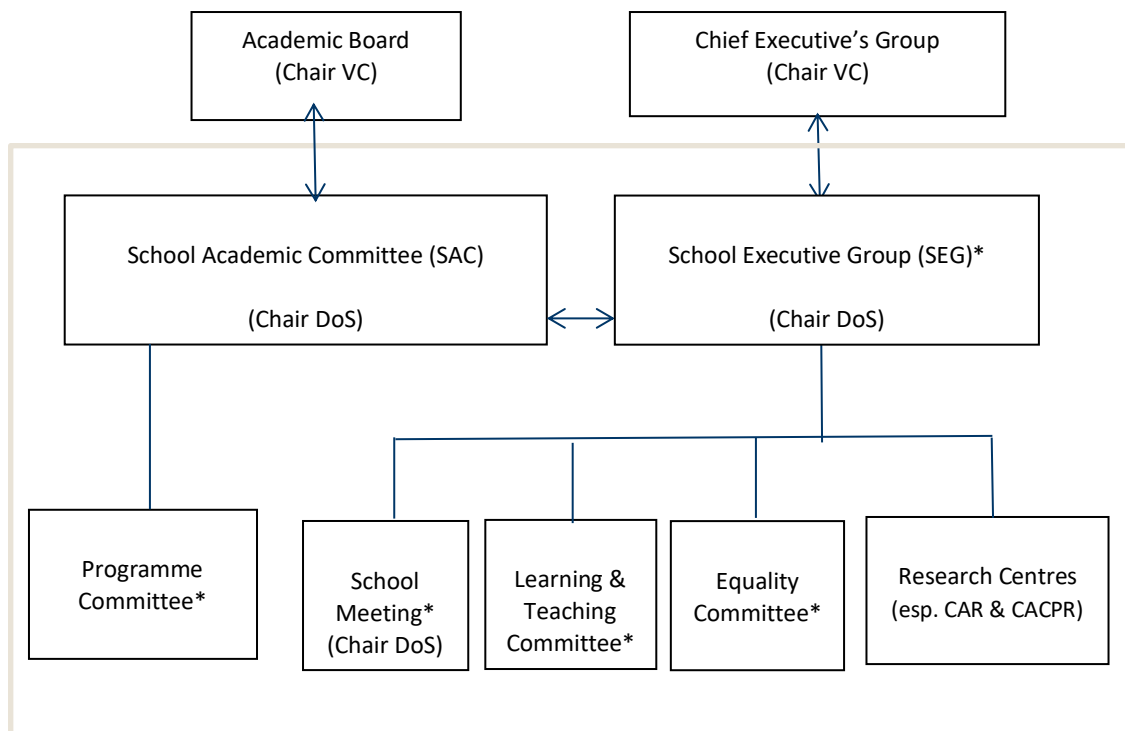 Academic Board
(Chair VC)
Chief Executive’s Group
(Chair VC)
School Academic Committee (SAC)
(Chair DoS)
School Executive Group (SEG)*
(Chair DoS)
Programme
Committee*
School
Meeting*
(Chair DoS)
Learning &
Teaching
Committee*
Equality
Committee*
Research Centres
(esp. CAR & CACPR)